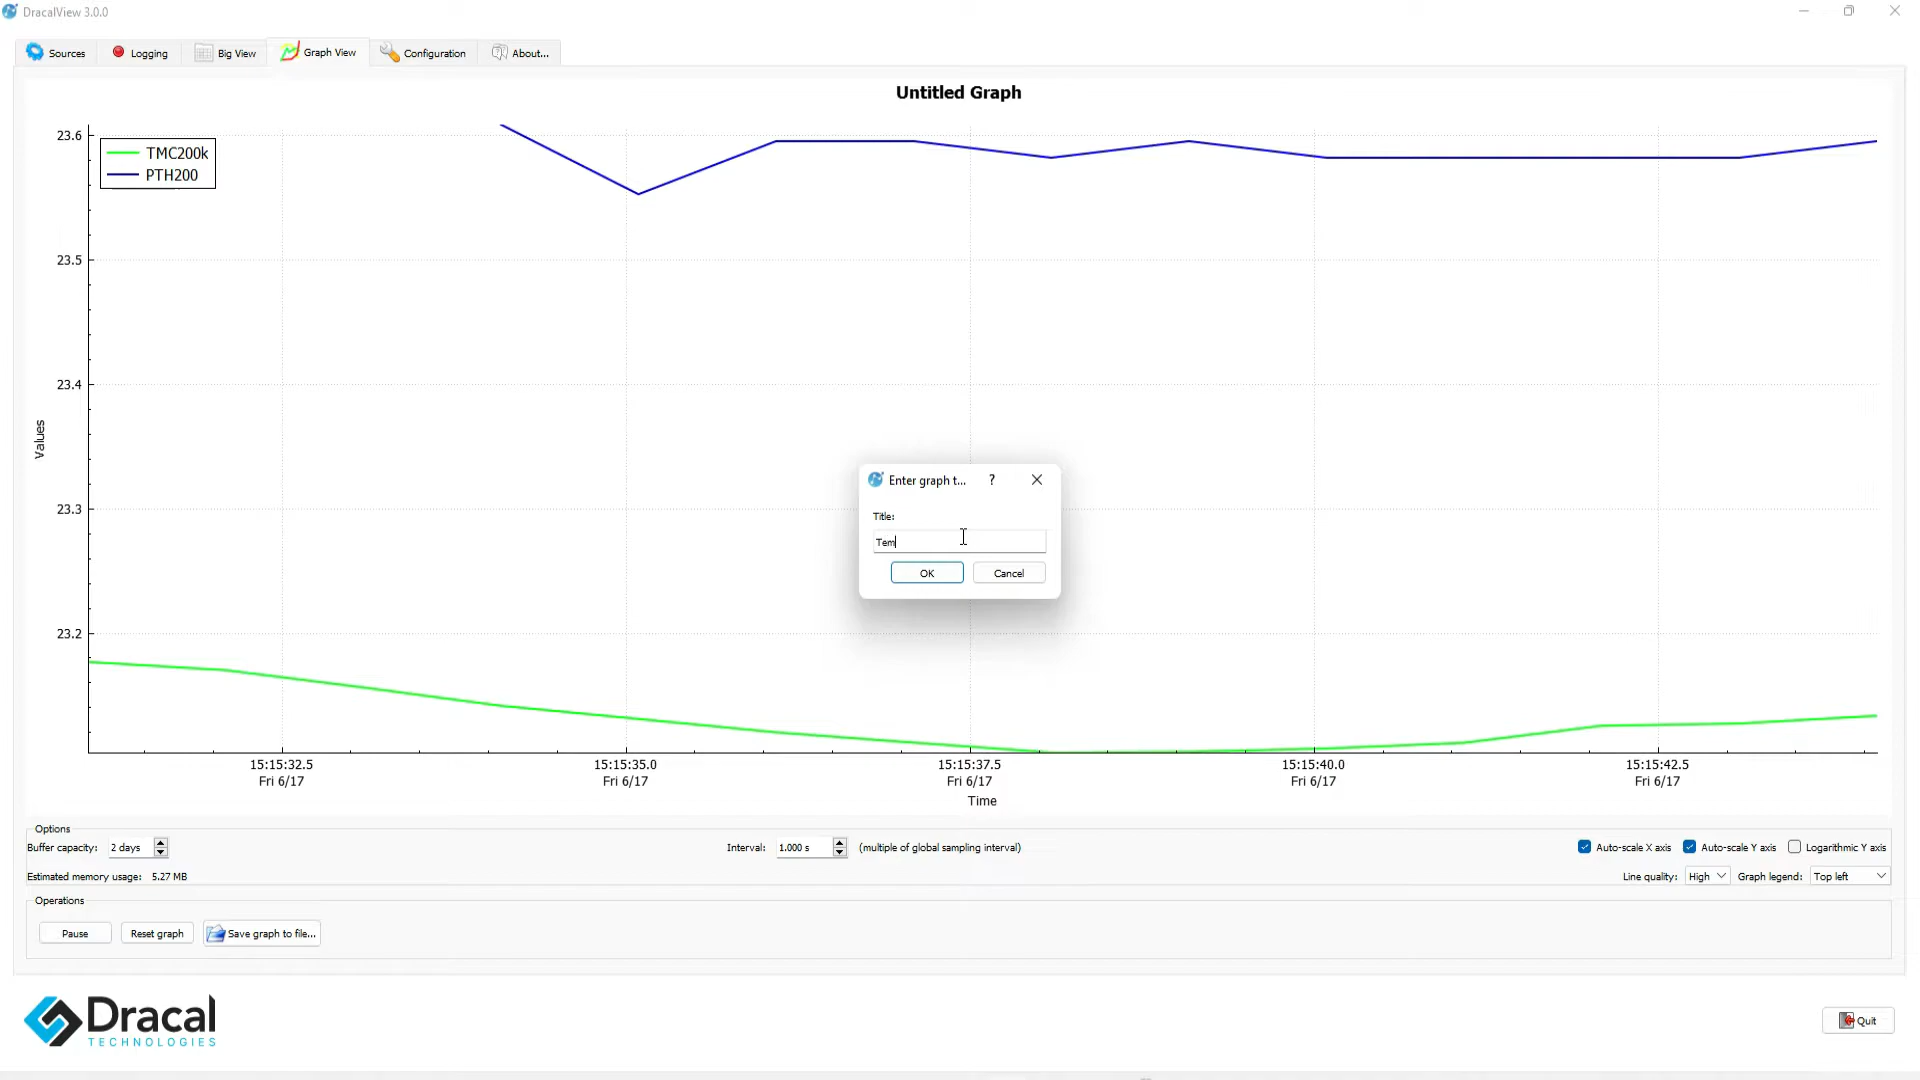 DracalView 3.0.0
Sources
Logging
Big View
Graph View
Configuration
About...
Untitled Graph
TMC200k
PTH200
23.6
23.5
23.4
23.3
23.2
Values
Enter graph t...
?
Title:
Tem
OK
Cancel
15:15:32.5
Fri 6/17
15:15:35.0
Fri 6/17
15:15:37.5
Fri 6/17
15:15:40.0
Fri 6/17
15:15:42.5
Fri 6/17
Time
Options
Buffer capacity: 2 days
Interval: 1.000 s (multiple of global sampling interval)
Auto-scale X axis
Auto-scale Y axis
Logarithmic Y axis
Estimated memory usage: 5.27 MB
Line quality: High
Graph legend: Top left
Operations
Pause
Reset graph
Save graph to file...
Dracal
TECHNOLOGIES
Quit